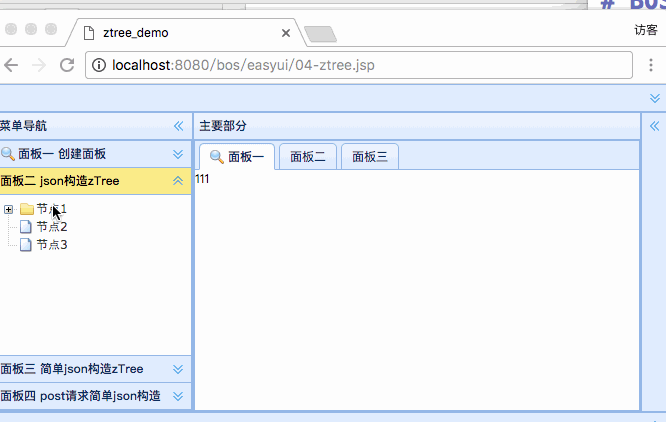 # BOS
ztree_demo
访客
localhost:8080/bos/easyui/04-ztree.jsp
菜单导航
主要部分
面板一 创建面板
面板一
面板二
面板三
面板二 json构造zTree
111
节点1
节点2
节点3
面板三 简单json构造zTree
面板四 post请求简单json构造